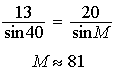 13/sin40 = 20/sinM
M ≈ 81